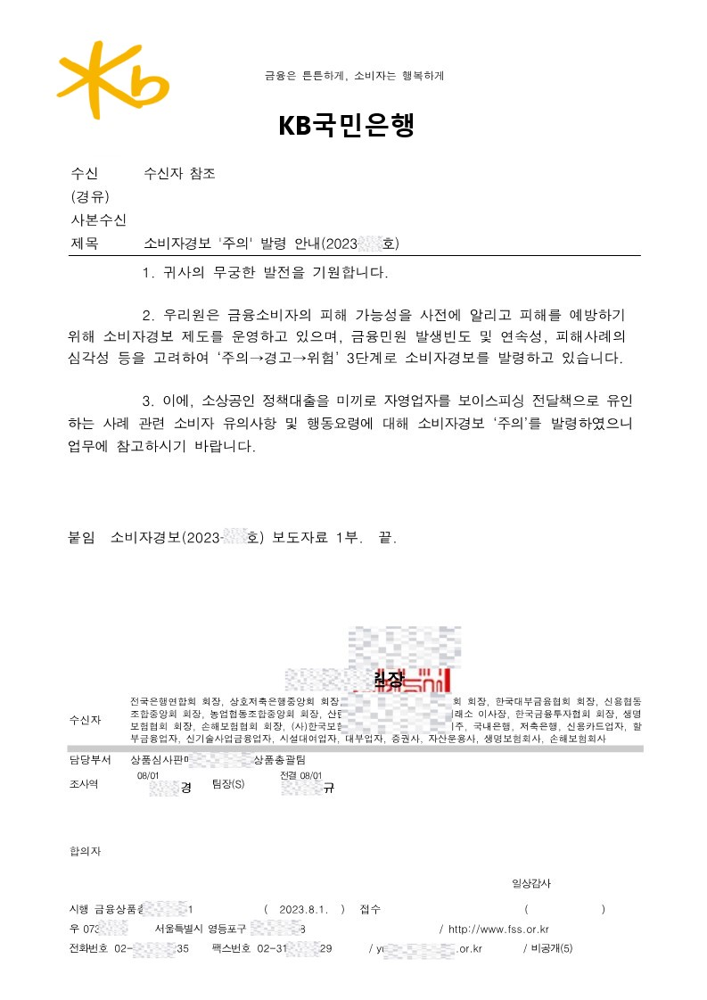 Kb
금융은 튼튼하게, 소비자는 행복하게
KB국민은행
수신 수신자 참조
(경유)
사본수신
제목 소비자경보 '주의' 발령 안내(2023 호)
1. 귀사의 무궁한 발전을 기원합니다.
2. 우리원은 금융소비자의 피해 가능성을 사전에 알리고 피해를 예방하기
위해 소비자경보 제도를 운영하고 있으며, 금융민원 발생빈도 및 연속성, 피해사례의
심각성 등을 고려하여 ‘주의→경고→위험’ 3단계로 소비자경보를 발령하고 있습니다.
3. 이에, 소상공인 정책대출을 미끼로 자영업자를 보이스피싱 전달책으로 유인
하는 사례 관련 소비자 유의사항 및 행동요령에 대해 소비자경보 ‘주의’를 발령하였으니
업무에 참고하시기 바랍니다.
붙임 소비자경보(2023- 호) 보도자료 1부. 끝.
원장
전국은행연합회 회장, 상호저축은행중앙회 회장, 회 회장, 한국대부금융협회 회장, 신용협동
수신자
조합중앙회 회장, 농업협동조합중앙회 회장, 이사장, 한국금융투자협회 회장, 생명
보험협회 회장, 손해보험협회 회장, (사)한국보험 국내은행, 저축은행, 신용카드업자, 할
부금융업자, 신기술사업금융업자, 시설대여업자, 대부업자, 증권사, 자산운용사, 생명보험회사, 손해보험회사
담당부서 상품심사판매 상품총괄팀
08/01 전결 08/01
조사역 경 팀장(S) 규
합의자
일상감사
시행 금융상품총 1 ( 2023.8.1. ) 접수 ( )
우 073 서울특별시 영등포구 8 / http://www.fss.or.kr
전화번호 02- 35 팩스번호 02-31 29 / yu .or.kr / 비공개(5)